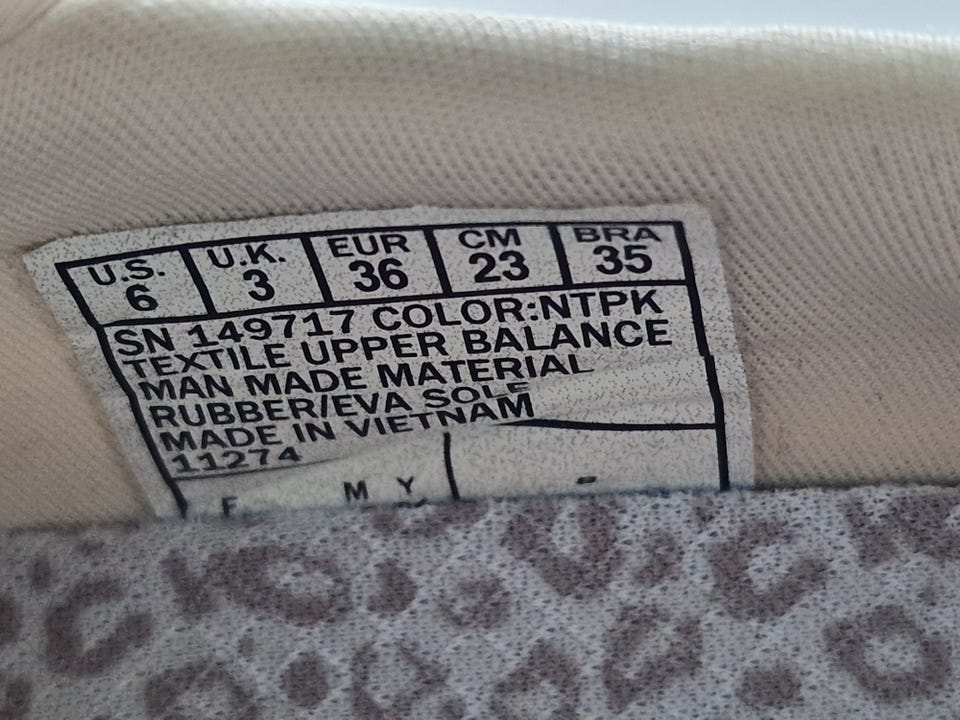 U.S. U.K. EUR CM BRA
6 3 36 23 35
SN 149717 COLOR:NTPK
TEXTILE UPPER BALANCE
MAN MADE MATERIAL
RUBBER/EVA SOLE
MADE IN VIETNAM
11274
F M Y